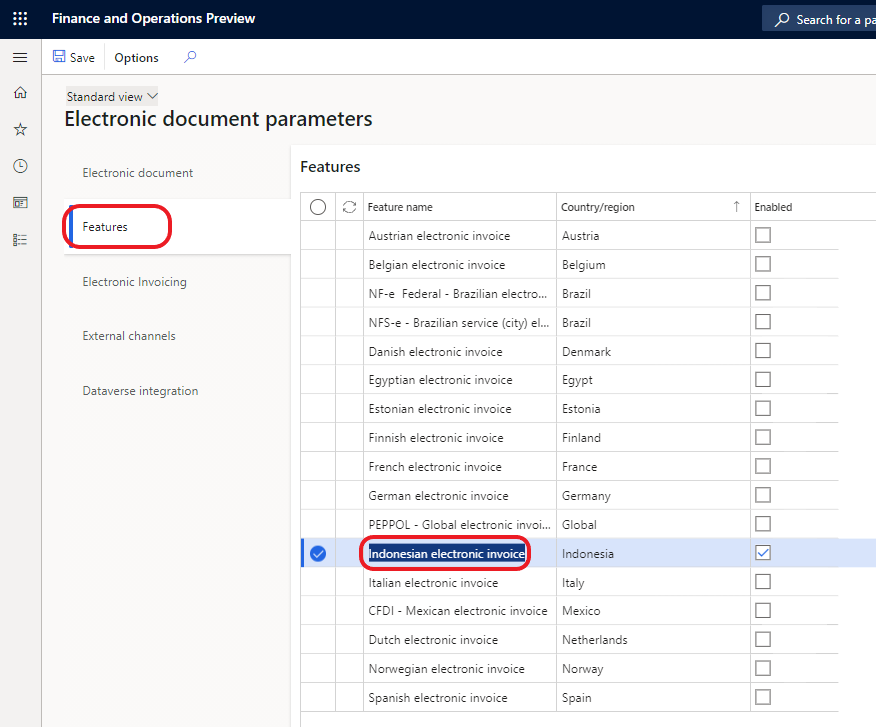 Finance and Operations Preview
Search for a pa
Save
Options
Standard view
Electronic document parameters
Electronic document
Features
Electronic Invoicing
External channels
Dataverse integration
Features
Feature name Country/region Enabled
Austrian electronic invoice Austria
Belgian electronic invoice Belgium
NF-e Federal - Brazilian electro... Brazil
NFS-e - Brazilian service (city) el... Brazil
Danish electronic invoice Denmark
Egyptian electronic invoice Egypt
Estonian electronic invoice Estonia
Finnish electronic invoice Finland
French electronic invoice France
German electronic invoice Germany
PEPPOL - Global electronic invoi... Global
Indonesian electronic invoice Indonesia
Italian electronic invoice Italy
CFDI - Mexican electronic invoice Mexico
Dutch electronic invoice Netherlands
Norwegian electronic invoice Norway
Spanish electronic invoice Spain